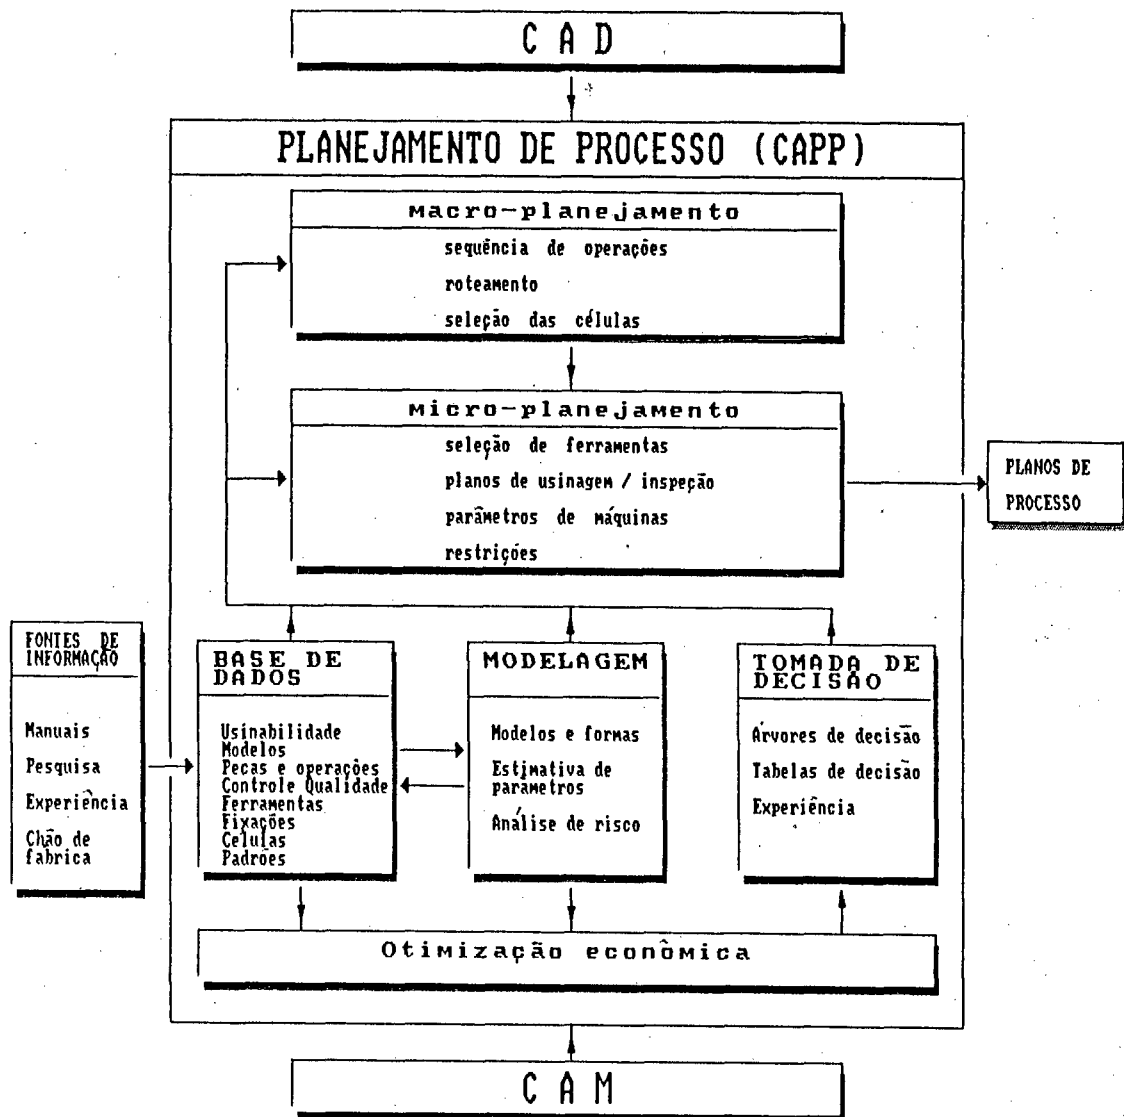 C A D
PLANEJAMENTO DE PROCESSO (CAPP)
Macro-planejamento
sequência de operações
roteamento
seleção das células
Micro-planejamento
seleção de ferramentas
planos de usinagem / inspeção
parâmetros de máquinas
restrições
PLANOS DE
PROCESSO
FONTES DE
INFORMAÇÃO
Manuais
Pesquisa
Experiência
Chão de
fabrica
BASE DE
DADOS
Usinabilidade
Modelos
Pecas e operações
Controle Qualidade
Ferramentas
Fixações
Celulas
Padrões
MODELAGEM
Modelos e formas
Estimativa de
parametros
Análise de risco
TOMADA DE
DECISÃO
Árvores de decisão
Tabelas de decisão
Experiência
Otimização econômica
C A M